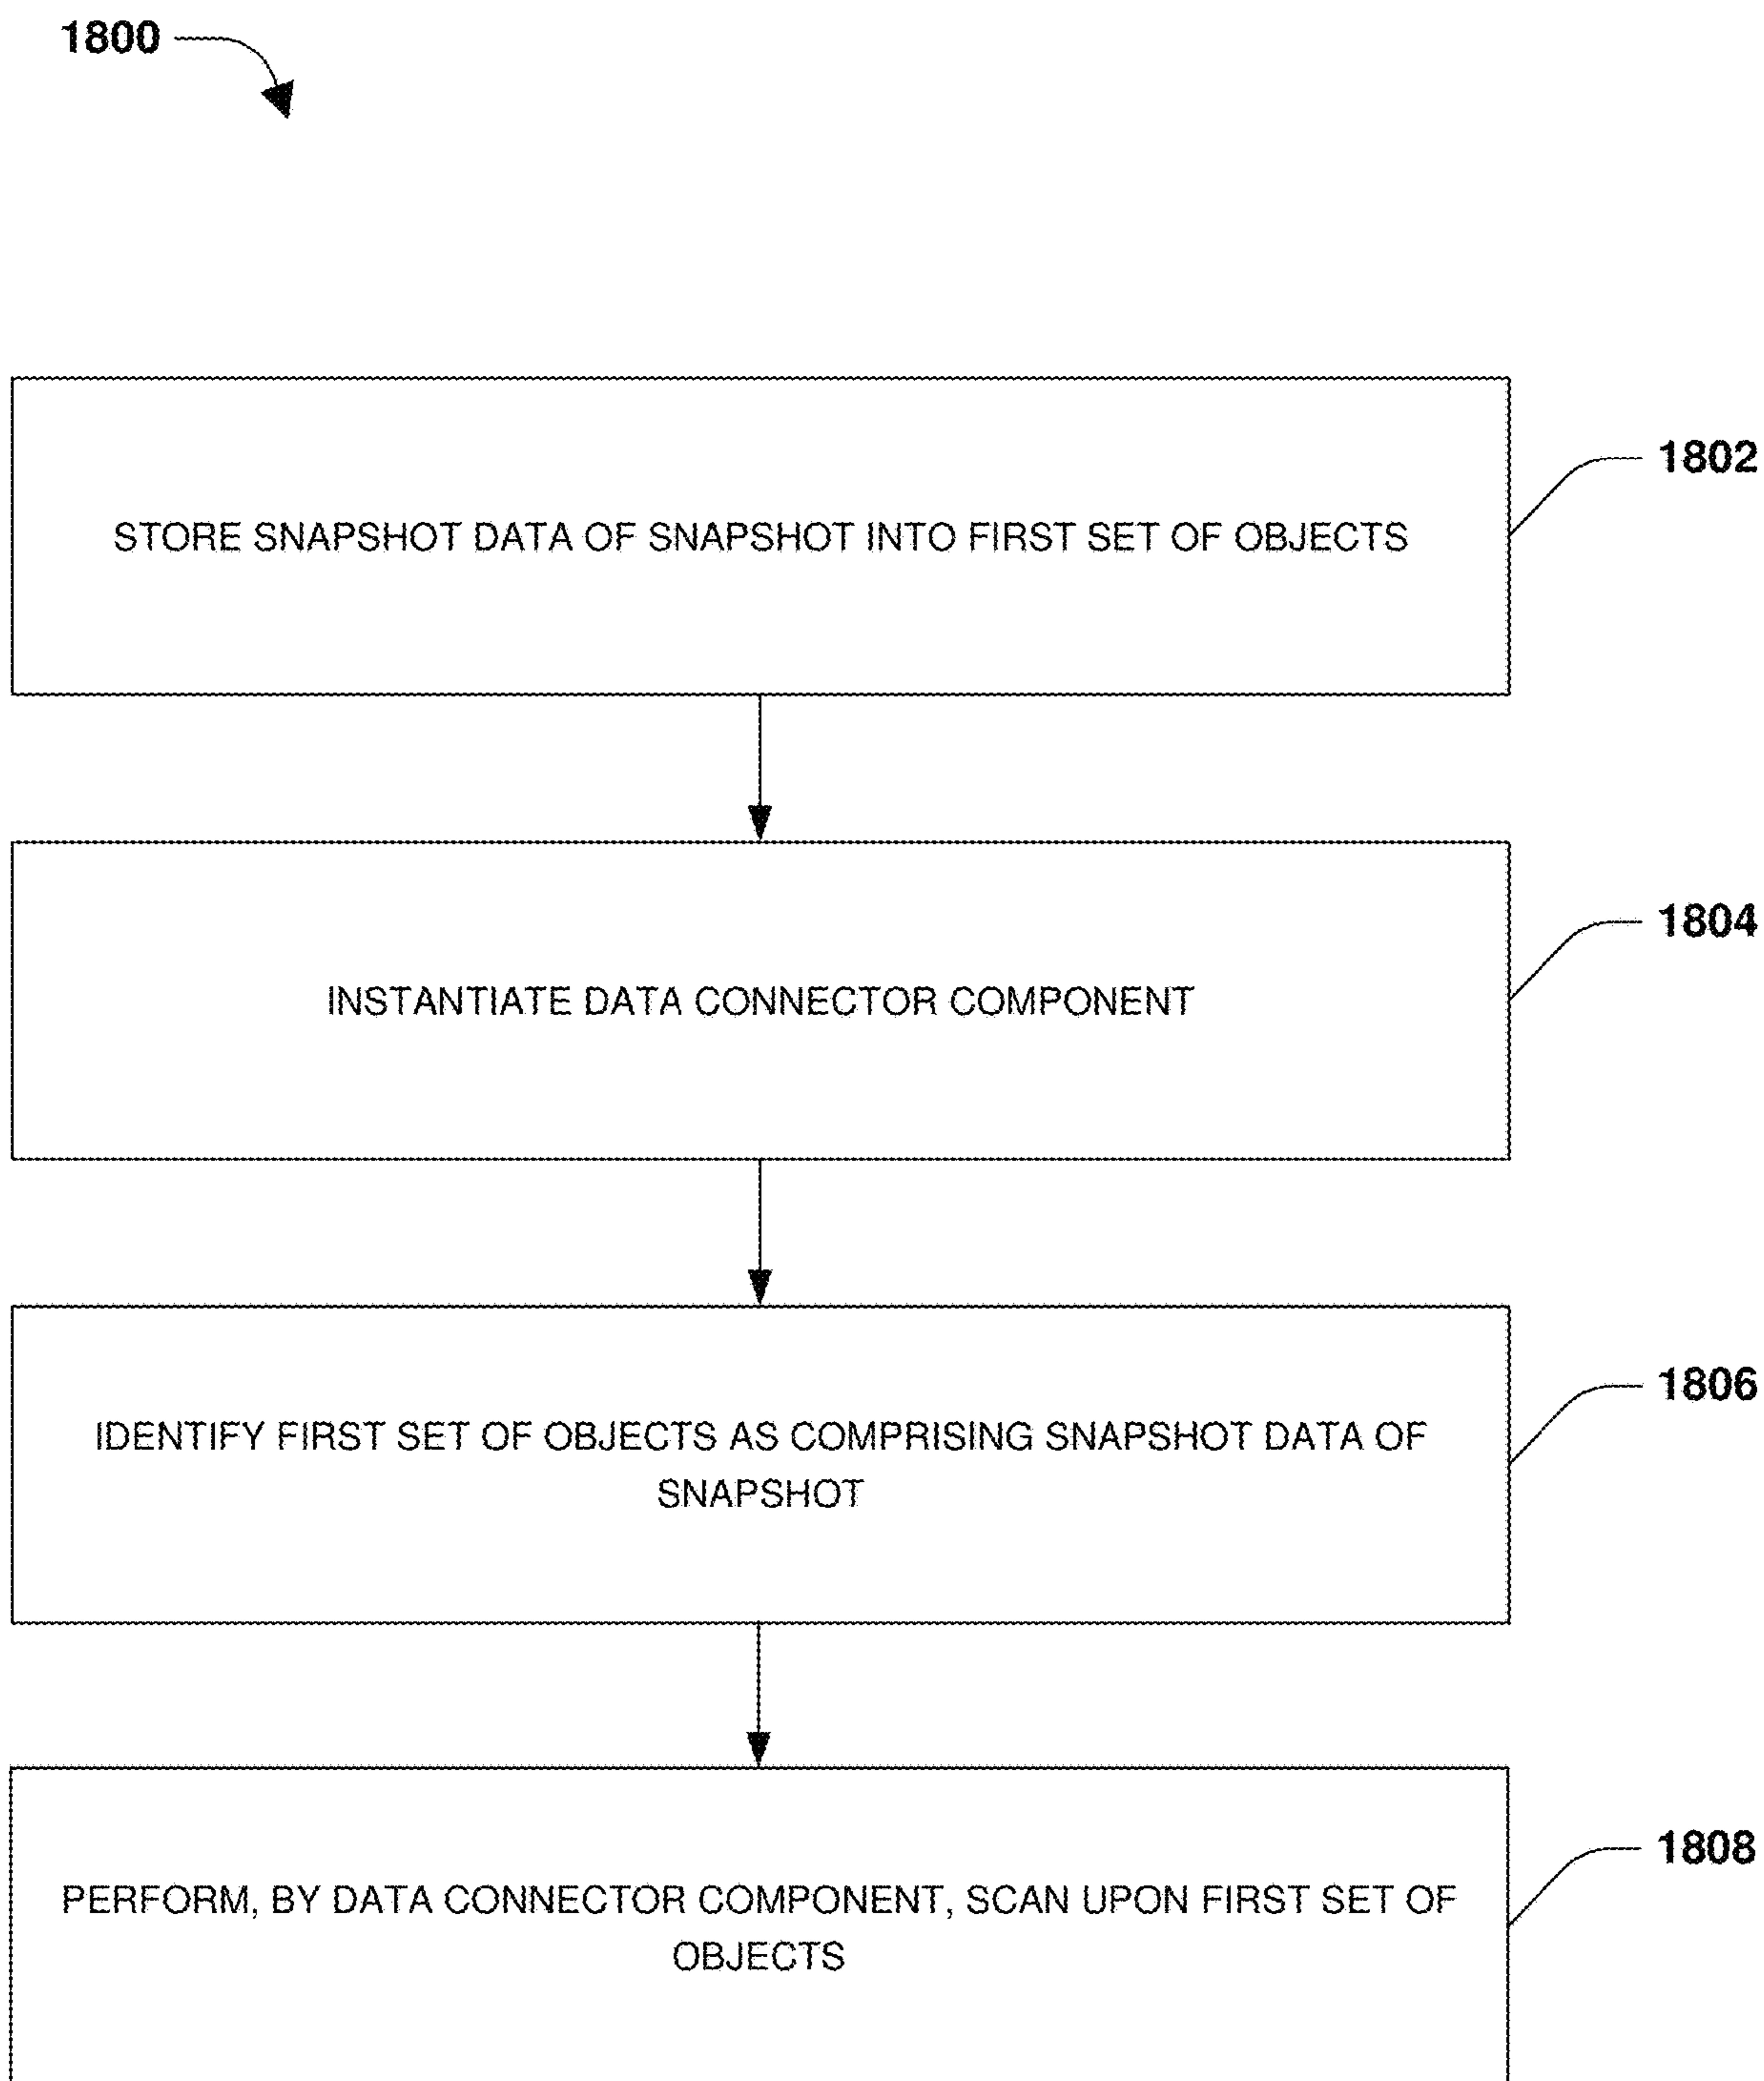 1800
STORE SNAPSHOT DATA OF SNAPSHOT INTO FIRST SET OF OBJECTS
1802
INSTANTIATE DATA CONNECTOR COMPONENT
1804
IDENTIFY FIRST SET OF OBJECTS AS COMPRISING SNAPSHOT DATA OF
SNAPSHOT
1806
PERFORM, BY DATA CONNECTOR COMPONENT, SCAN UPON FIRST SET OF
OBJECTS
1808